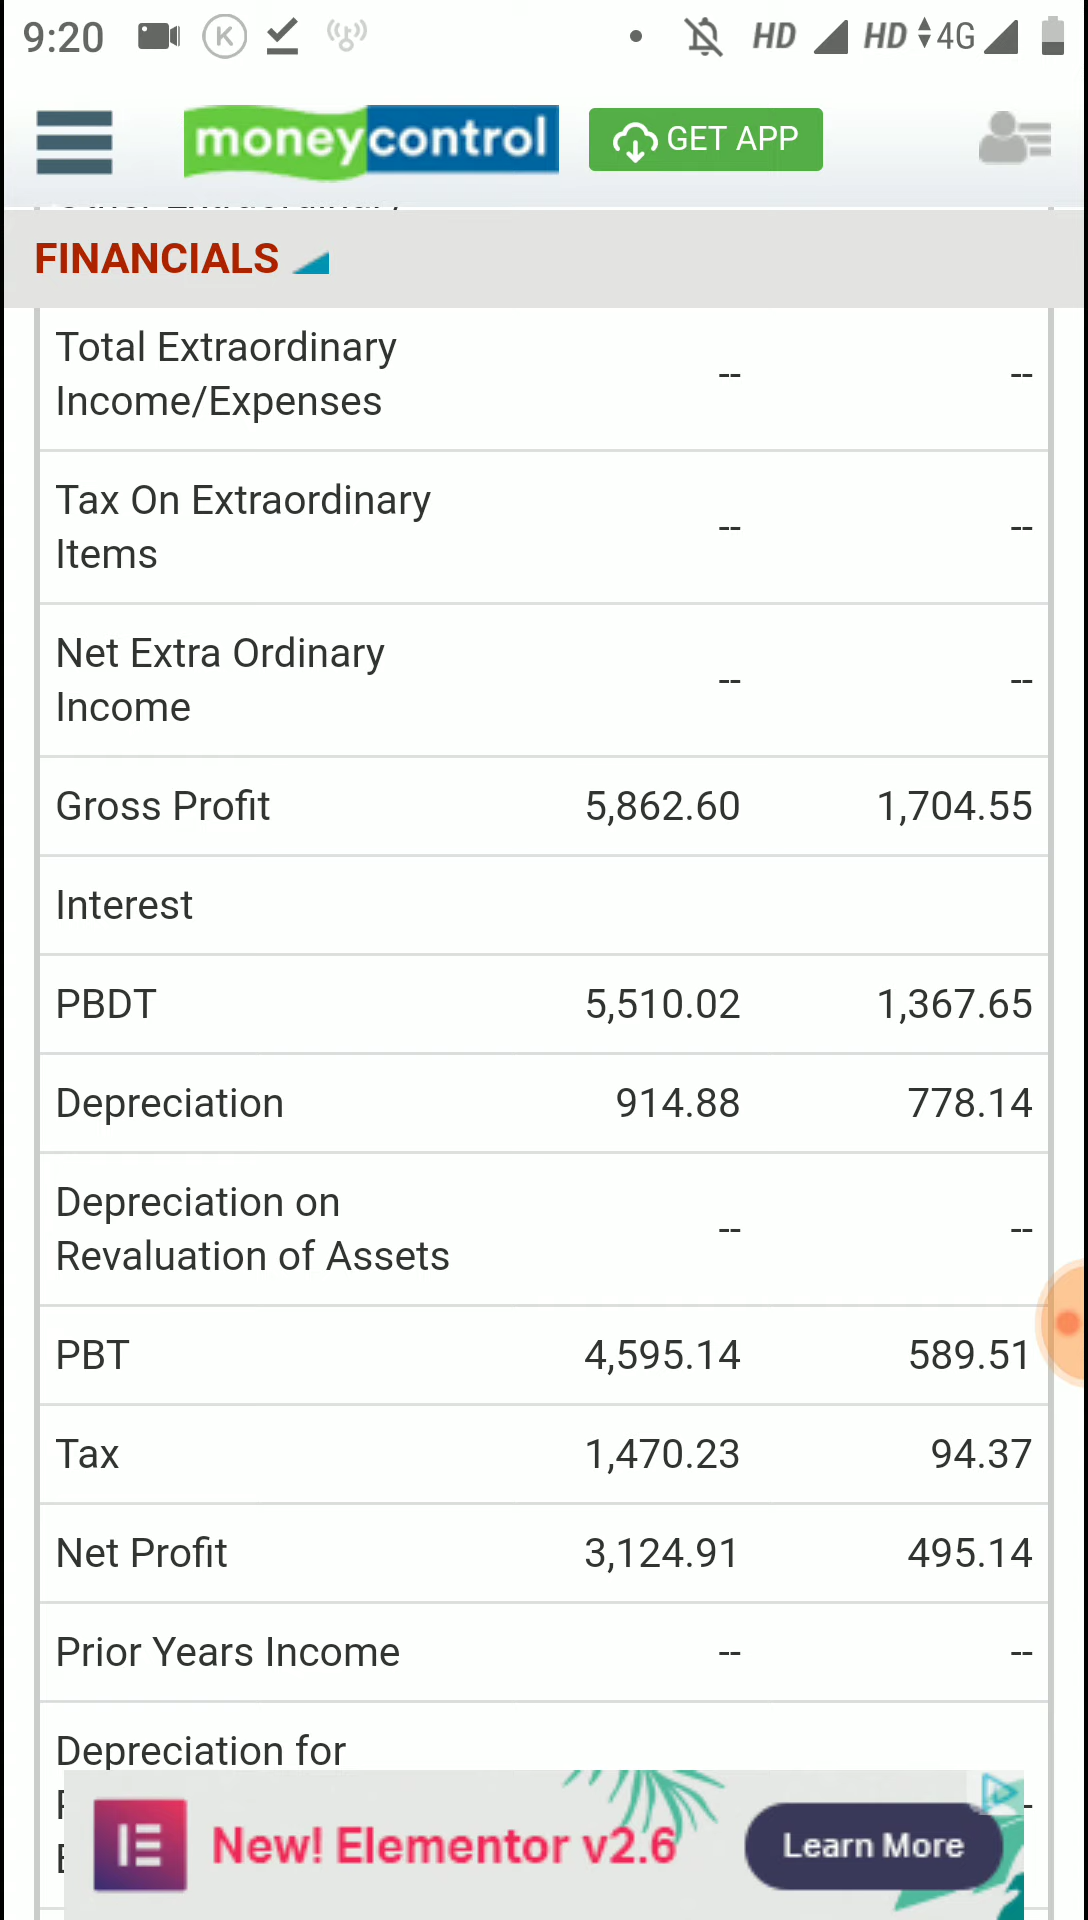 9:20 K HD HD 4G
moneycontrol GET APP
FINANCIALS
Total Extraordinary
Income/Expenses -- --
Tax On Extraordinary
Items -- --
Net Extra Ordinary
Income -- --
Gross Profit 5,862.60 1,704.55
Interest
PBDT 5,510.02 1,367.65
Depreciation 914.88 778.14
Depreciation on
Revaluation of Assets -- --
PBT 4,595.14 589.51
Tax 1,470.23 94.37
Net Profit 3,124.91 495.14
Prior Years Income -- --
Depreciation for
New! Elementor v2.6 Learn More